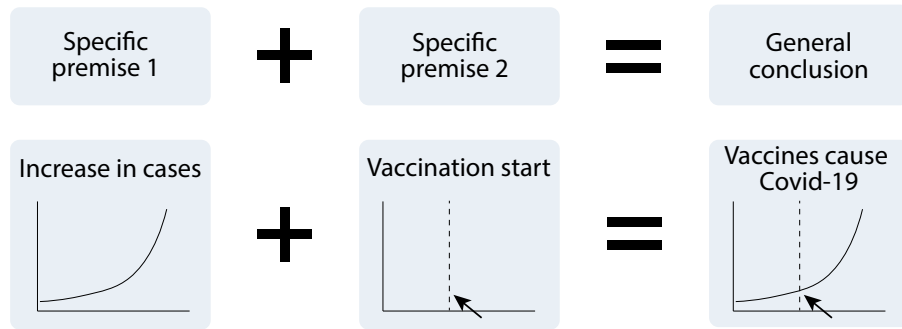 Specific
premise 1
+
Specific
premise 2
=
General
conclusion
Increase in cases
+
Vaccination start
=
Vaccines cause
Covid-19